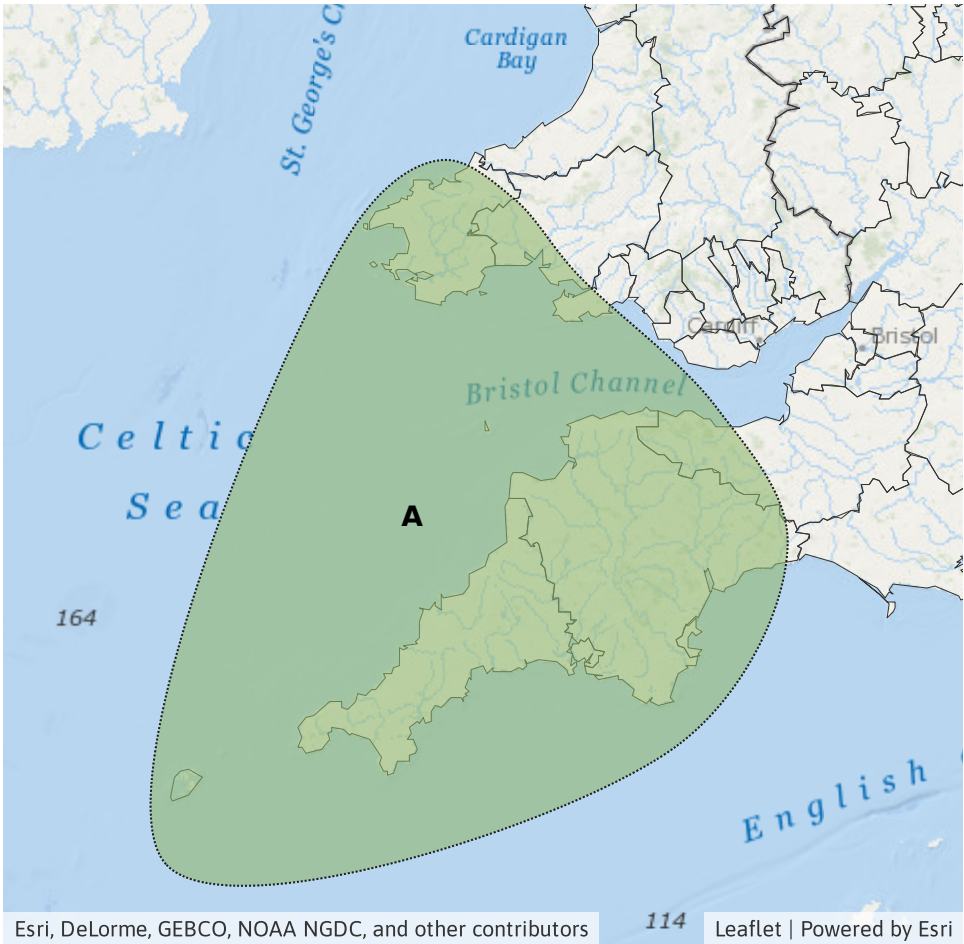 St. George's C
Cardigan
Bay
Cardiff
Bristol
Bristol Channel
Celtic
Sea
A
164
English
114
Esri, DeLorme, GEBCO, NOAA NGDC, and other contributors
Leaflet | Powered by Esri